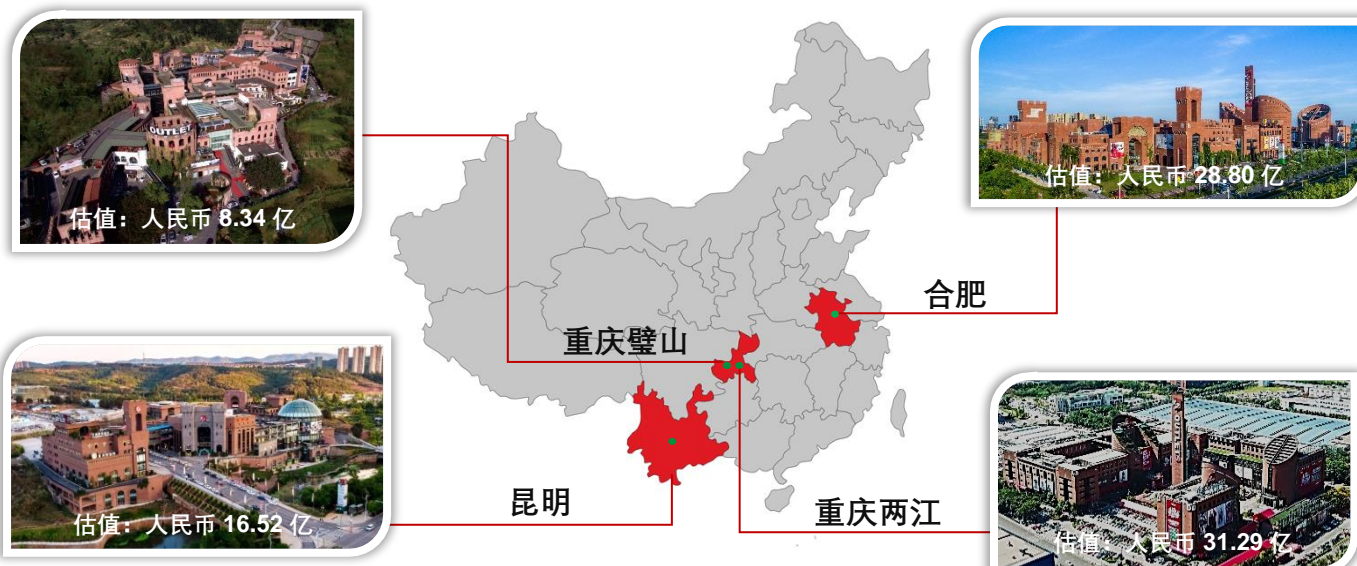 OUTLET
估值：人民币 8.34 亿
估值：人民币 28.80 亿
合肥
重庆璧山
估值：人民币 16.52 亿
昆明
重庆两江
估值：人民币 31.29 亿